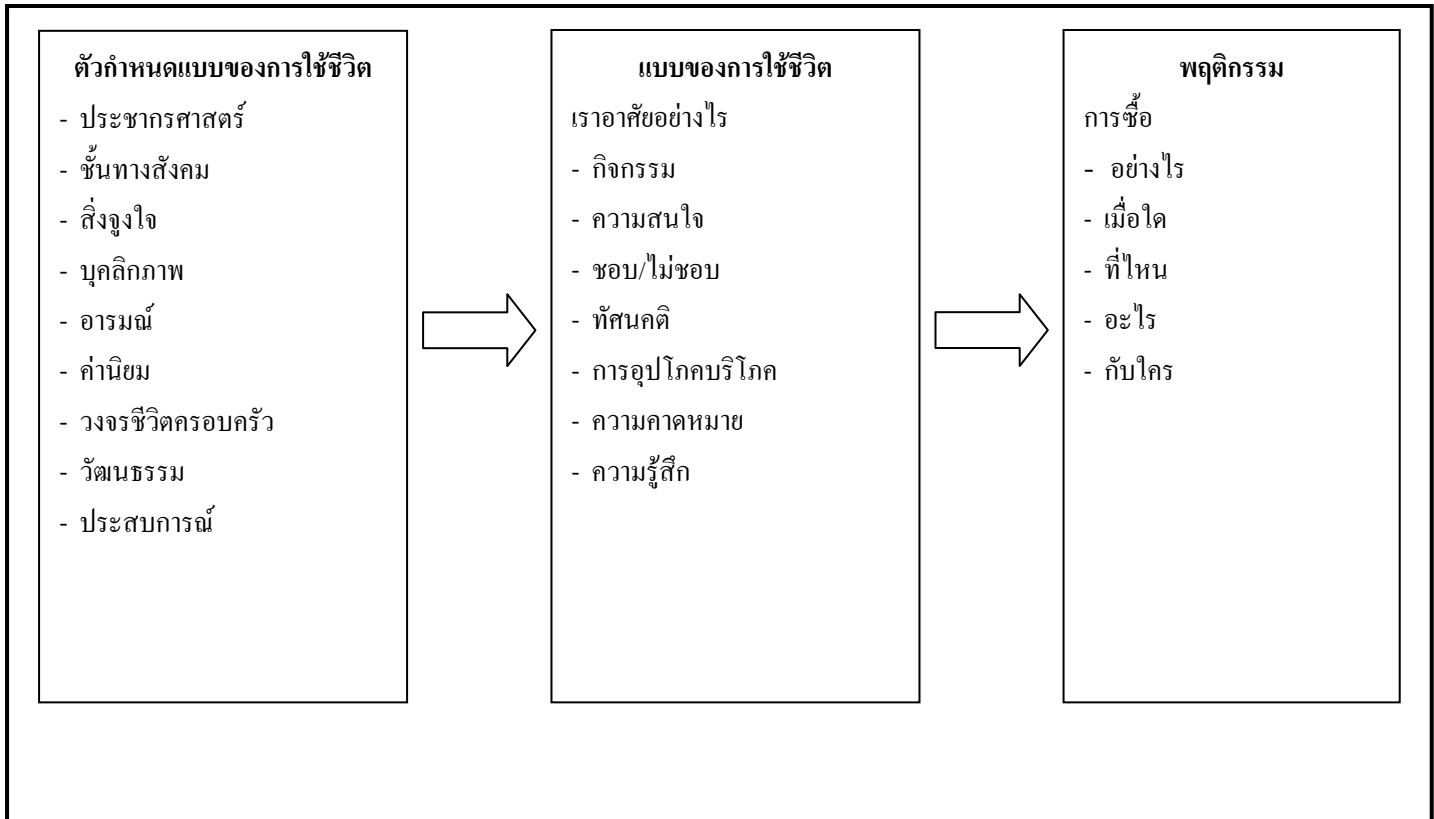 ตัวกำหนดแบบของการใช้ชีวิต
- ประชากรศาสตร์
- ชั้นทางสังคม
- สิ่งจูงใจ
- บุคลิกภาพ
- อารมณ์
- ค่านิยม
- วงจรชีวิตครอบครัว
- วัฒนธรรม
- ประสบการณ์
แบบของการใช้ชีวิต
เราอาศัยอย่างไร
- กิจกรรม
- ความสนใจ
- ชอบ/ไม่ชอบ
- ทัศนคติ
- การอุปโภคบริโภค
- ความคาดหมาย
- ความรู้สึก
พฤติกรรม
การซื้อ
- อย่างไร
- เมื่อใด
- ที่ไหน
- อะไร
- กับใคร